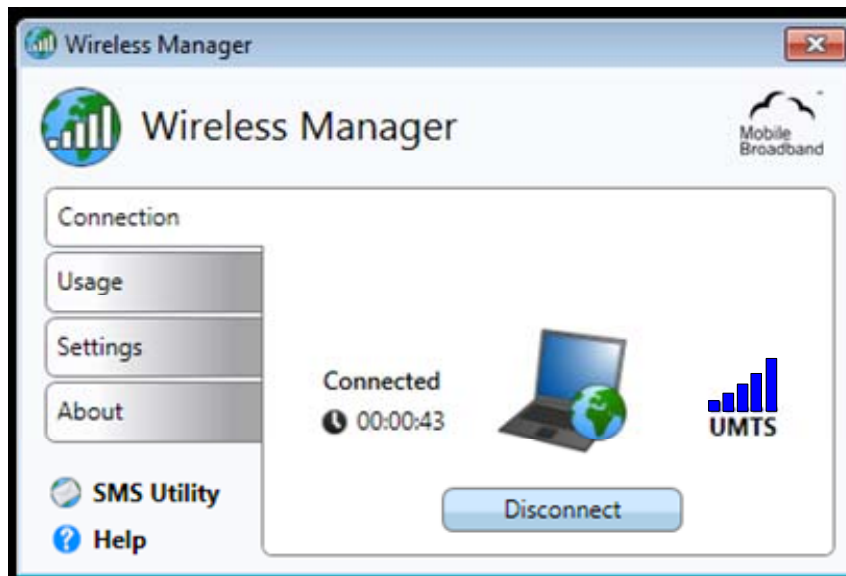 Wireless Manager
Wireless Manager
Mobile
Broadband
Connection
Usage
Settings
About
Connected
00:00:43
UMTS
SMS Utility
Help
Disconnect